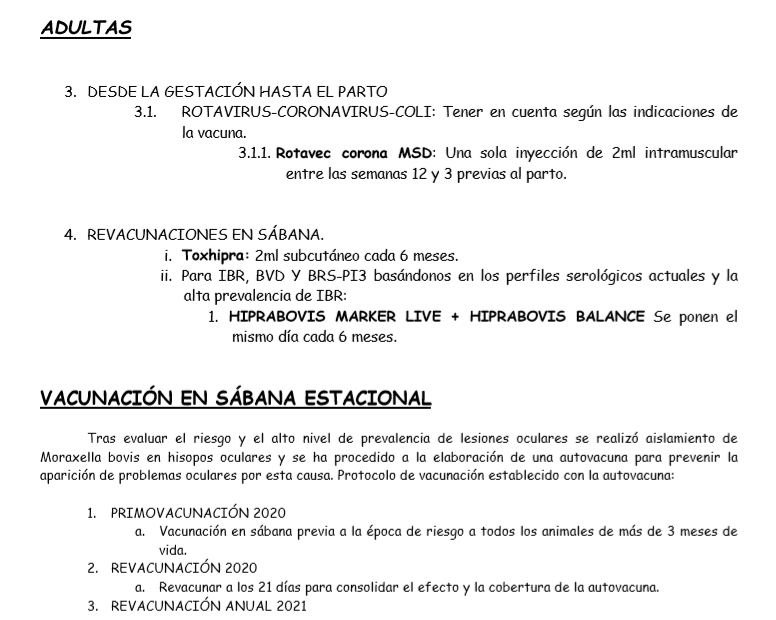 ADULTAS
3. DESDE LA GESTACIÓN HASTA EL PARTO
3.1. ROTAVIRUS-CORONAVIRUS-COLI: Tener en cuenta según las indicaciones de
la vacuna.
3.1.1. Rotavec corona MSD: Una sola inyección de 2ml intramuscular
entre las semanas 12 y 3 previas al parto.
4. REVACUNACIONES EN SÁBANA.
i. Toxhipra: 2ml subcutáneo cada 6 meses.
ii. Para IBR, BVD Y BRS-PI3 basándonos en los perfiles serológicos actuales y la
alta prevalencia de IBR:
1. HIPRABOVIS MARKER LIVE + HIPRABOVIS BALANCE Se ponen el
mismo día cada 6 meses.
VACUNACIÓN EN SÁBANA ESTACIONAL
Tras evaluar el riesgo y el alto nivel de prevalencia de lesiones oculares se realizó aislamiento de
Moraxella bovis en hisopos oculares y se ha procedido a la elaboración de una autovacuna para prevenir la
aparición de problemas oculares por esta causa. Protocolo de vacunación establecido con la autovacuna:
1. PRIMOVACUNACIÓN 2020
a. Vacunación en sábana previa a la época de riesgo a todos los animales de más de 3 meses de
vida.
2. REVACUNACIÓN 2020
a. Revacunar a los 21 días para consolidar el efecto y la cobertura de la autovacuna.
3. REVACUNACIÓN ANUAL 2021